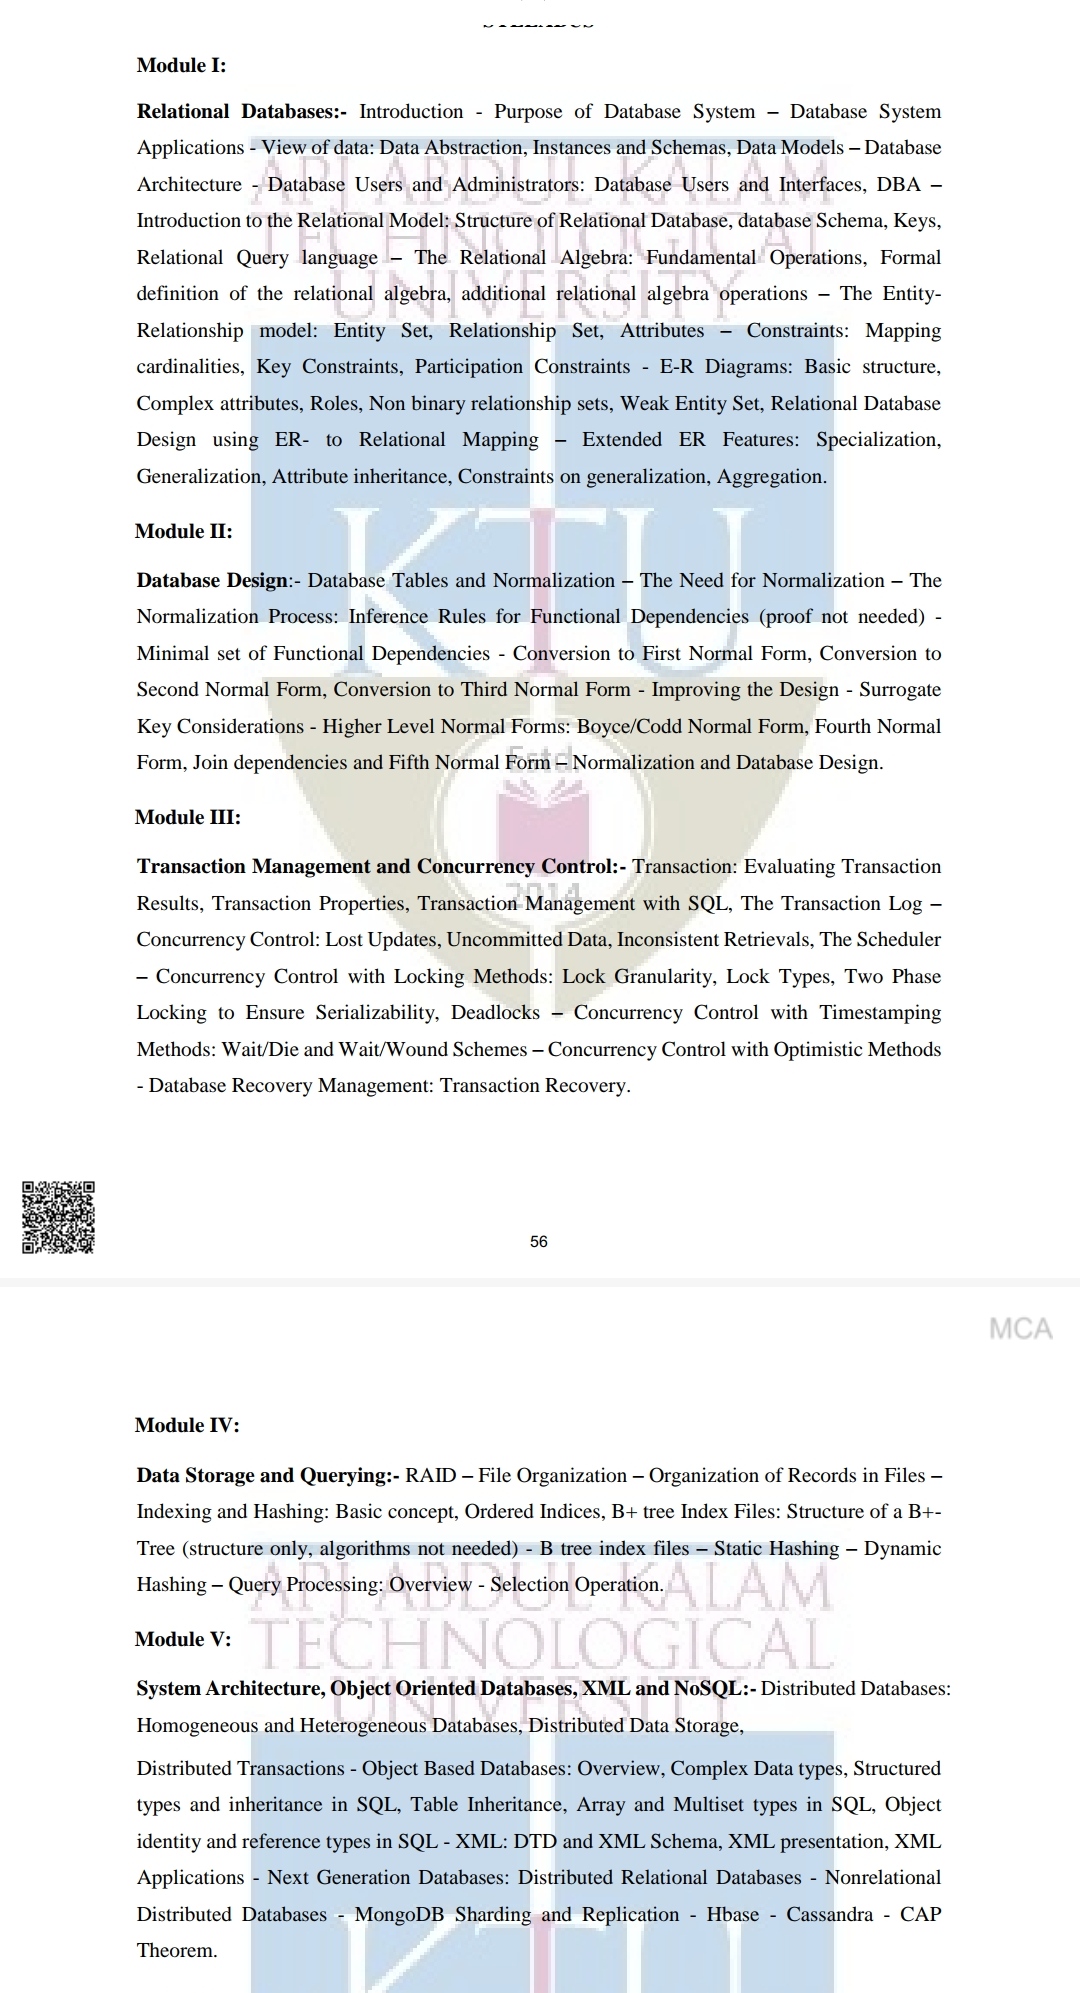 Module I:
Relational Databases:- Introduction - Purpose of Database System – Database System
Applications - View of data: Data Abstraction, Instances and Schemas, Data Models – Database
Architecture - Database Users and Administrators: Database Users and Interfaces, DBA –
Introduction to the Relational Model: Structure of Relational Database, database Schema, Keys,
Relational Query language – The Relational Algebra: Fundamental Operations, Formal
definition of the relational algebra, additional relational algebra operations – The Entity-
Relationship model: Entity Set, Relationship Set, Attributes – Constraints: Mapping
cardinalities, Key Constraints, Participation Constraints - E-R Diagrams: Basic structure,
Complex attributes, Roles, Non binary relationship sets, Weak Entity Set, Relational Database
Design using ER- to Relational Mapping – Extended ER Features: Specialization,
Generalization, Attribute inheritance, Constraints on generalization, Aggregation.
Module II:
Database Design:- Database Tables and Normalization – The Need for Normalization – The
Normalization Process: Inference Rules for Functional Dependencies (proof not needed) -
Minimal set of Functional Dependencies - Conversion to First Normal Form, Conversion to
Second Normal Form, Conversion to Third Normal Form - Improving the Design - Surrogate
Key Considerations - Higher Level Normal Forms: Boyce/Codd Normal Form, Fourth Normal
Form, Join dependencies and Fifth Normal Form – Normalization and Database Design.
Module III:
Transaction Management and Concurrency Control:- Transaction: Evaluating Transaction
Results, Transaction Properties, Transaction Management with SQL, The Transaction Log –
Concurrency Control: Lost Updates, Uncommitted Data, Inconsistent Retrievals, The Scheduler
– Concurrency Control with Locking Methods: Lock Granularity, Lock Types, Two Phase
Locking to Ensure Serializability, Deadlocks – Concurrency Control with Timestamping
Methods: Wait/Die and Wait/Wound Schemes – Concurrency Control with Optimistic Methods
- Database Recovery Management: Transaction Recovery.
APJ ABDUL KALAM
TECHNOLOGICAL
UNIVERSITY
KTU
Estd.
2014
56
MCA
Module IV:
Data Storage and Querying:- RAID – File Organization – Organization of Records in Files –
Indexing and Hashing: Basic concept, Ordered Indices, B+ tree Index Files: Structure of a B+-
Tree (structure only, algorithms not needed) - B tree index files – Static Hashing – Dynamic
Hashing – Query Processing: Overview - Selection Operation.
Module V:
System Architecture, Object Oriented Databases, XML and NoSQL:- Distributed Databases:
Homogeneous and Heterogeneous Databases, Distributed Data Storage,
Distributed Transactions - Object Based Databases: Overview, Complex Data types, Structured
types and inheritance in SQL, Table Inheritance, Array and Multiset types in SQL, Object
identity and reference types in SQL - XML: DTD and XML Schema, XML presentation, XML
Applications - Next Generation Databases: Distributed Relational Databases - Nonrelational
Distributed Databases - MongoDB Sharding and Replication - Hbase - Cassandra - CAP
Theorem.
APJ ABDUL KALAM
TECHNOLOGICAL
UNIVERSITY
KTU